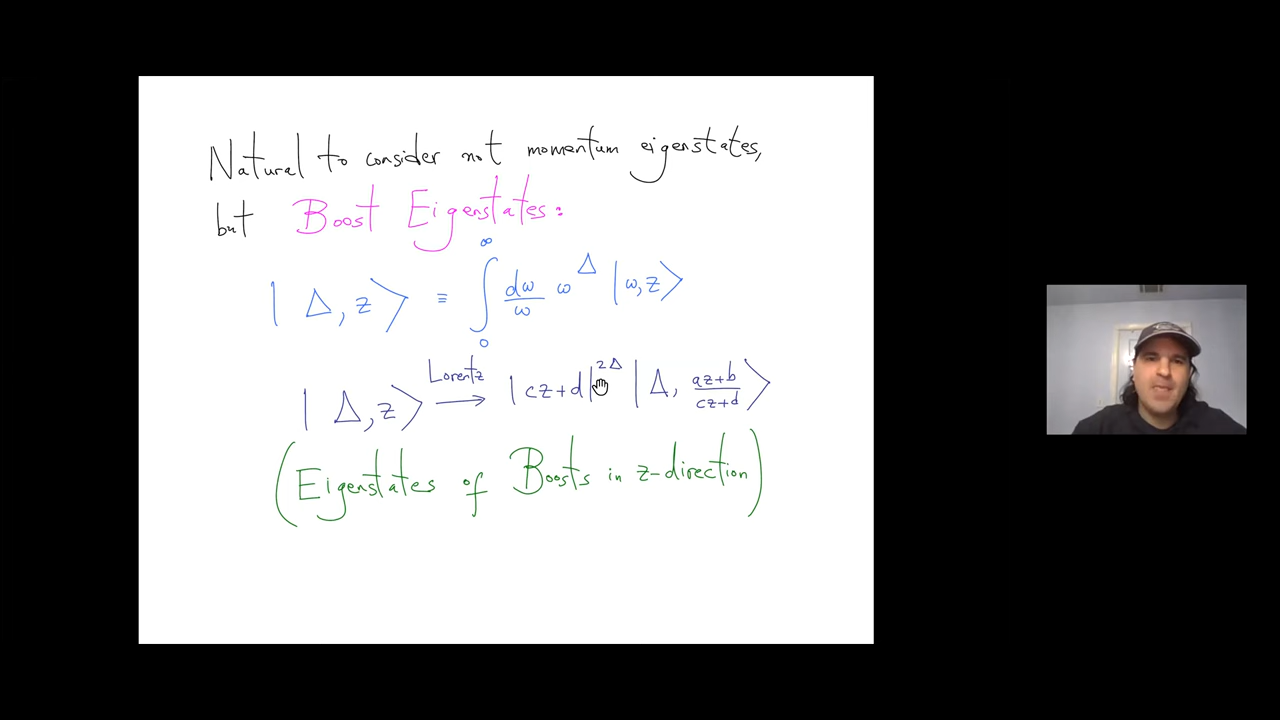 Natural to consider not momentum eigenstates,
but Boost Eigenstates:
| Δ, z ⟩ ≡ ∫₀^∞ dω/ω ω^Δ | ω, z ⟩
| Δ, z ⟩ Lorentz → | cz+d |^{2Δ} | Δ, az+b/cz+d ⟩
(Eigenstates of Boosts in z-direction)